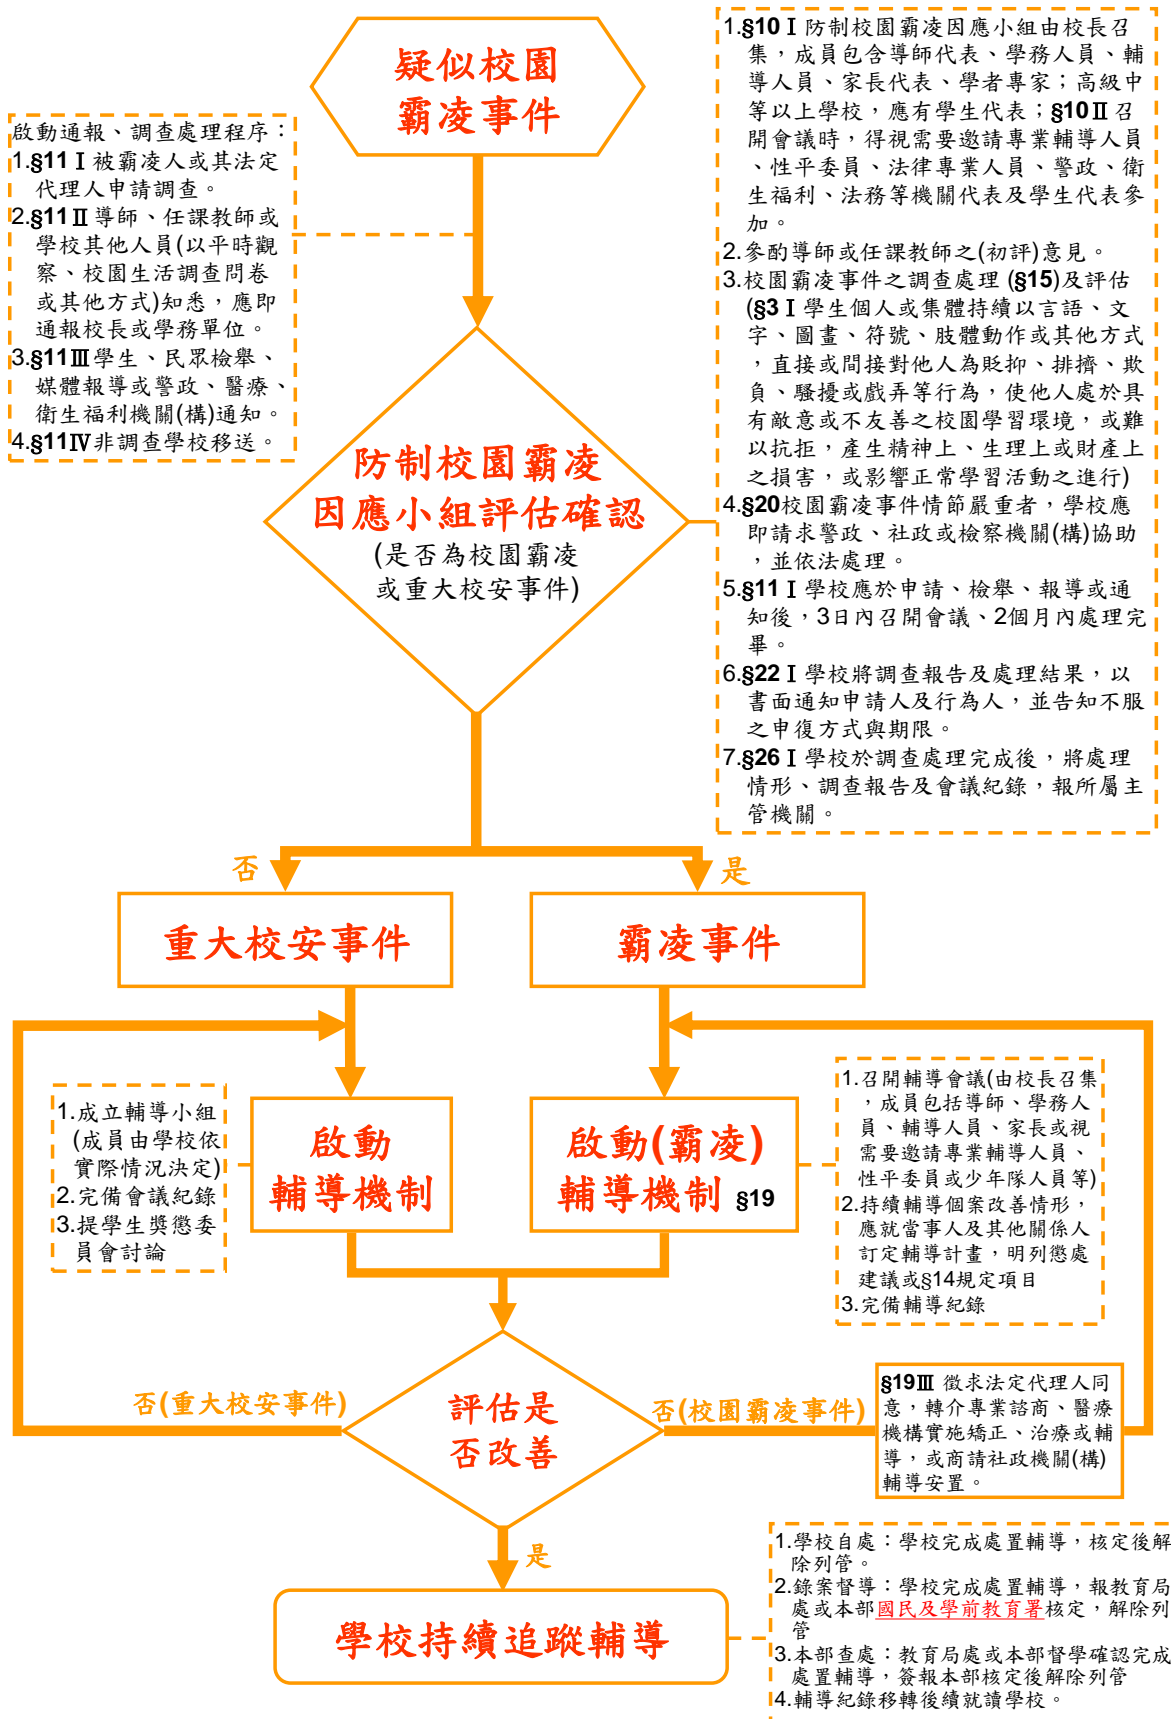 疑似校園
霸凌事件
啟動通報、調查處理程序：
1.§11Ⅰ被霸凌人或其法定
代理人申請調查。
2.§11Ⅱ導師、任課教師或
學校其他人員(以平時觀
察、校園生活調查問卷
或其他方式)知悉，應即
通報校長或學務單位。
3.§11Ⅲ學生、民眾檢舉、
媒體報導或警政、醫療、
衛生福利機關(構)通知。
4.§11Ⅳ非調查學校移送。
1.§10Ⅰ防制校園霸凌因應小組由校長召
集，成員包含導師代表、學務人員、輔
導人員、家長代表、學者專家；高級中
等以上學校，應有學生代表；§10Ⅱ召
開會議時，得視需要邀請專業輔導人員
、性平委員、法律專業人員、警政、衛
生福利、法務等機關代表及學生代表參
加。
2.參酌導師或任課教師之(初評)意見。
3.校園霸凌事件之調查處理 (§15)及評估
(§3Ⅰ學生個人或集體持續以言語、文
字、圖畫、符號、肢體動作或其他方式
，直接或間接對他人為貶抑、排擠、欺
負、騷擾或戲弄等行為，使他人處於具
有敵意或不友善之校園學習環境，或難
以抗拒，產生精神上、生理上或財產上
之損害，或影響正常學習活動之進行)
4.§20校園霸凌事件情節嚴重者，學校應
即請求警政、社政或檢察機關(構)協助
，並依法處理。
5.§11Ⅰ學校應於申請、檢舉、報導或通
知後，3日內召開會議、2個月內處理完
畢。
6.§22Ⅰ學校將調查報告及處理結果，以
書面通知申請人及行為人，並告知不服
之申復方式與期限。
7.§26Ⅰ學校於調查處理完成後，將處理
情形、調查報告及會議紀錄，報所屬主
管機關。
防制校園霸凌
因應小組評估確認
(是否為校園霸凌
或重大校安事件)
否
是
重大校安事件
霸凌事件
1.成立輔導小組
(成員由學校依
實際情況決定)
2.完備會議紀錄
3.提學生獎懲委
員會討論
啟動
輔導機制
啟動(霸凌)
輔導機制 §19
1.召開輔導會議(由校長召集
，成員包括導師、學務人
員、輔導人員、家長或視
需要邀請專業輔導人員、
性平委員或少年隊人員等)
2.持續輔導個案改善情形，
應就當事人及其他關係人
訂定輔導計畫，明列懲處
建議或§14規定項目
3.完備輔導紀錄
否(重大校安事件)
評估是
否改善
否(校園霸凌事件)
§19Ⅲ 徵求法定代理人同
意，轉介專業諮商、醫療
機構實施矯正、治療或輔
導，或商請社政機關(構)
輔導安置。
是
學校持續追蹤輔導
1.學校自處：學校完成處置輔導，核定後解
除列管。
2.錄案督導：學校完成處置輔導，報教育局
處或本部國民及學前教育署核定，解除列
管
3.本部查處：教育局處或本部督學確認完成
處置輔導，簽報本部核定後解除列管
4.輔導紀錄移轉後續就讀學校。